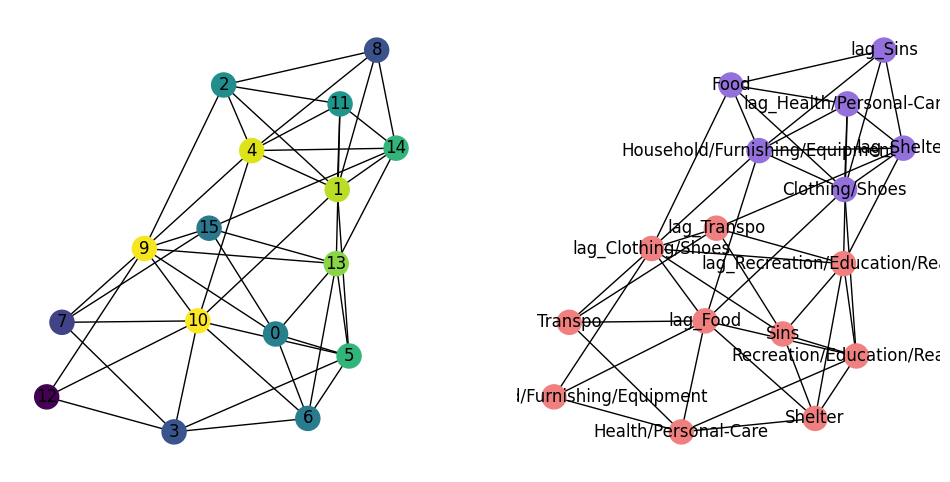 8
2
11
14
4
1
15
9
13
7
10
0
5
12
6
3
lag_Sins
Food
lag_Health/Personal-Car
Household/Furnishing/Equipment
lag_Shelte
Clothing/Shoes
lag_Transpo
lag_Clothing/Shoes
lag_Recreation/Education/Rea
Transpo
lag_Food
Sins
Recreation/Education/Rea
l/Furnishing/Equipment
Shelter
Health/Personal-Care